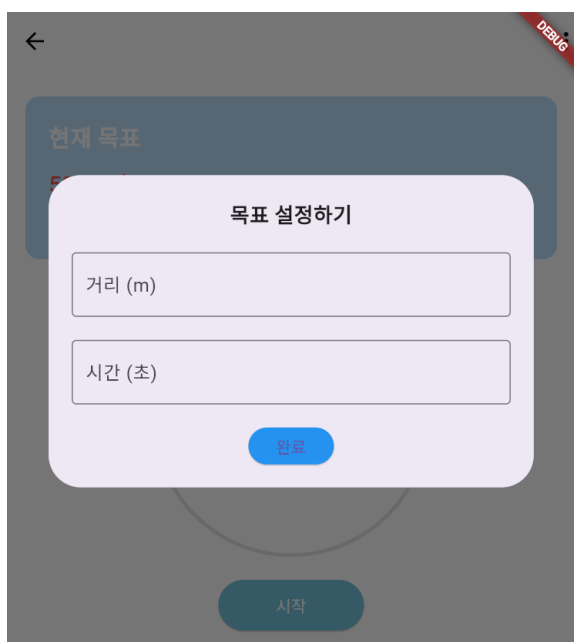 DEBUG
현재 목표
목표 설정하기
거리 (m)
시간 (초)
완료
시작